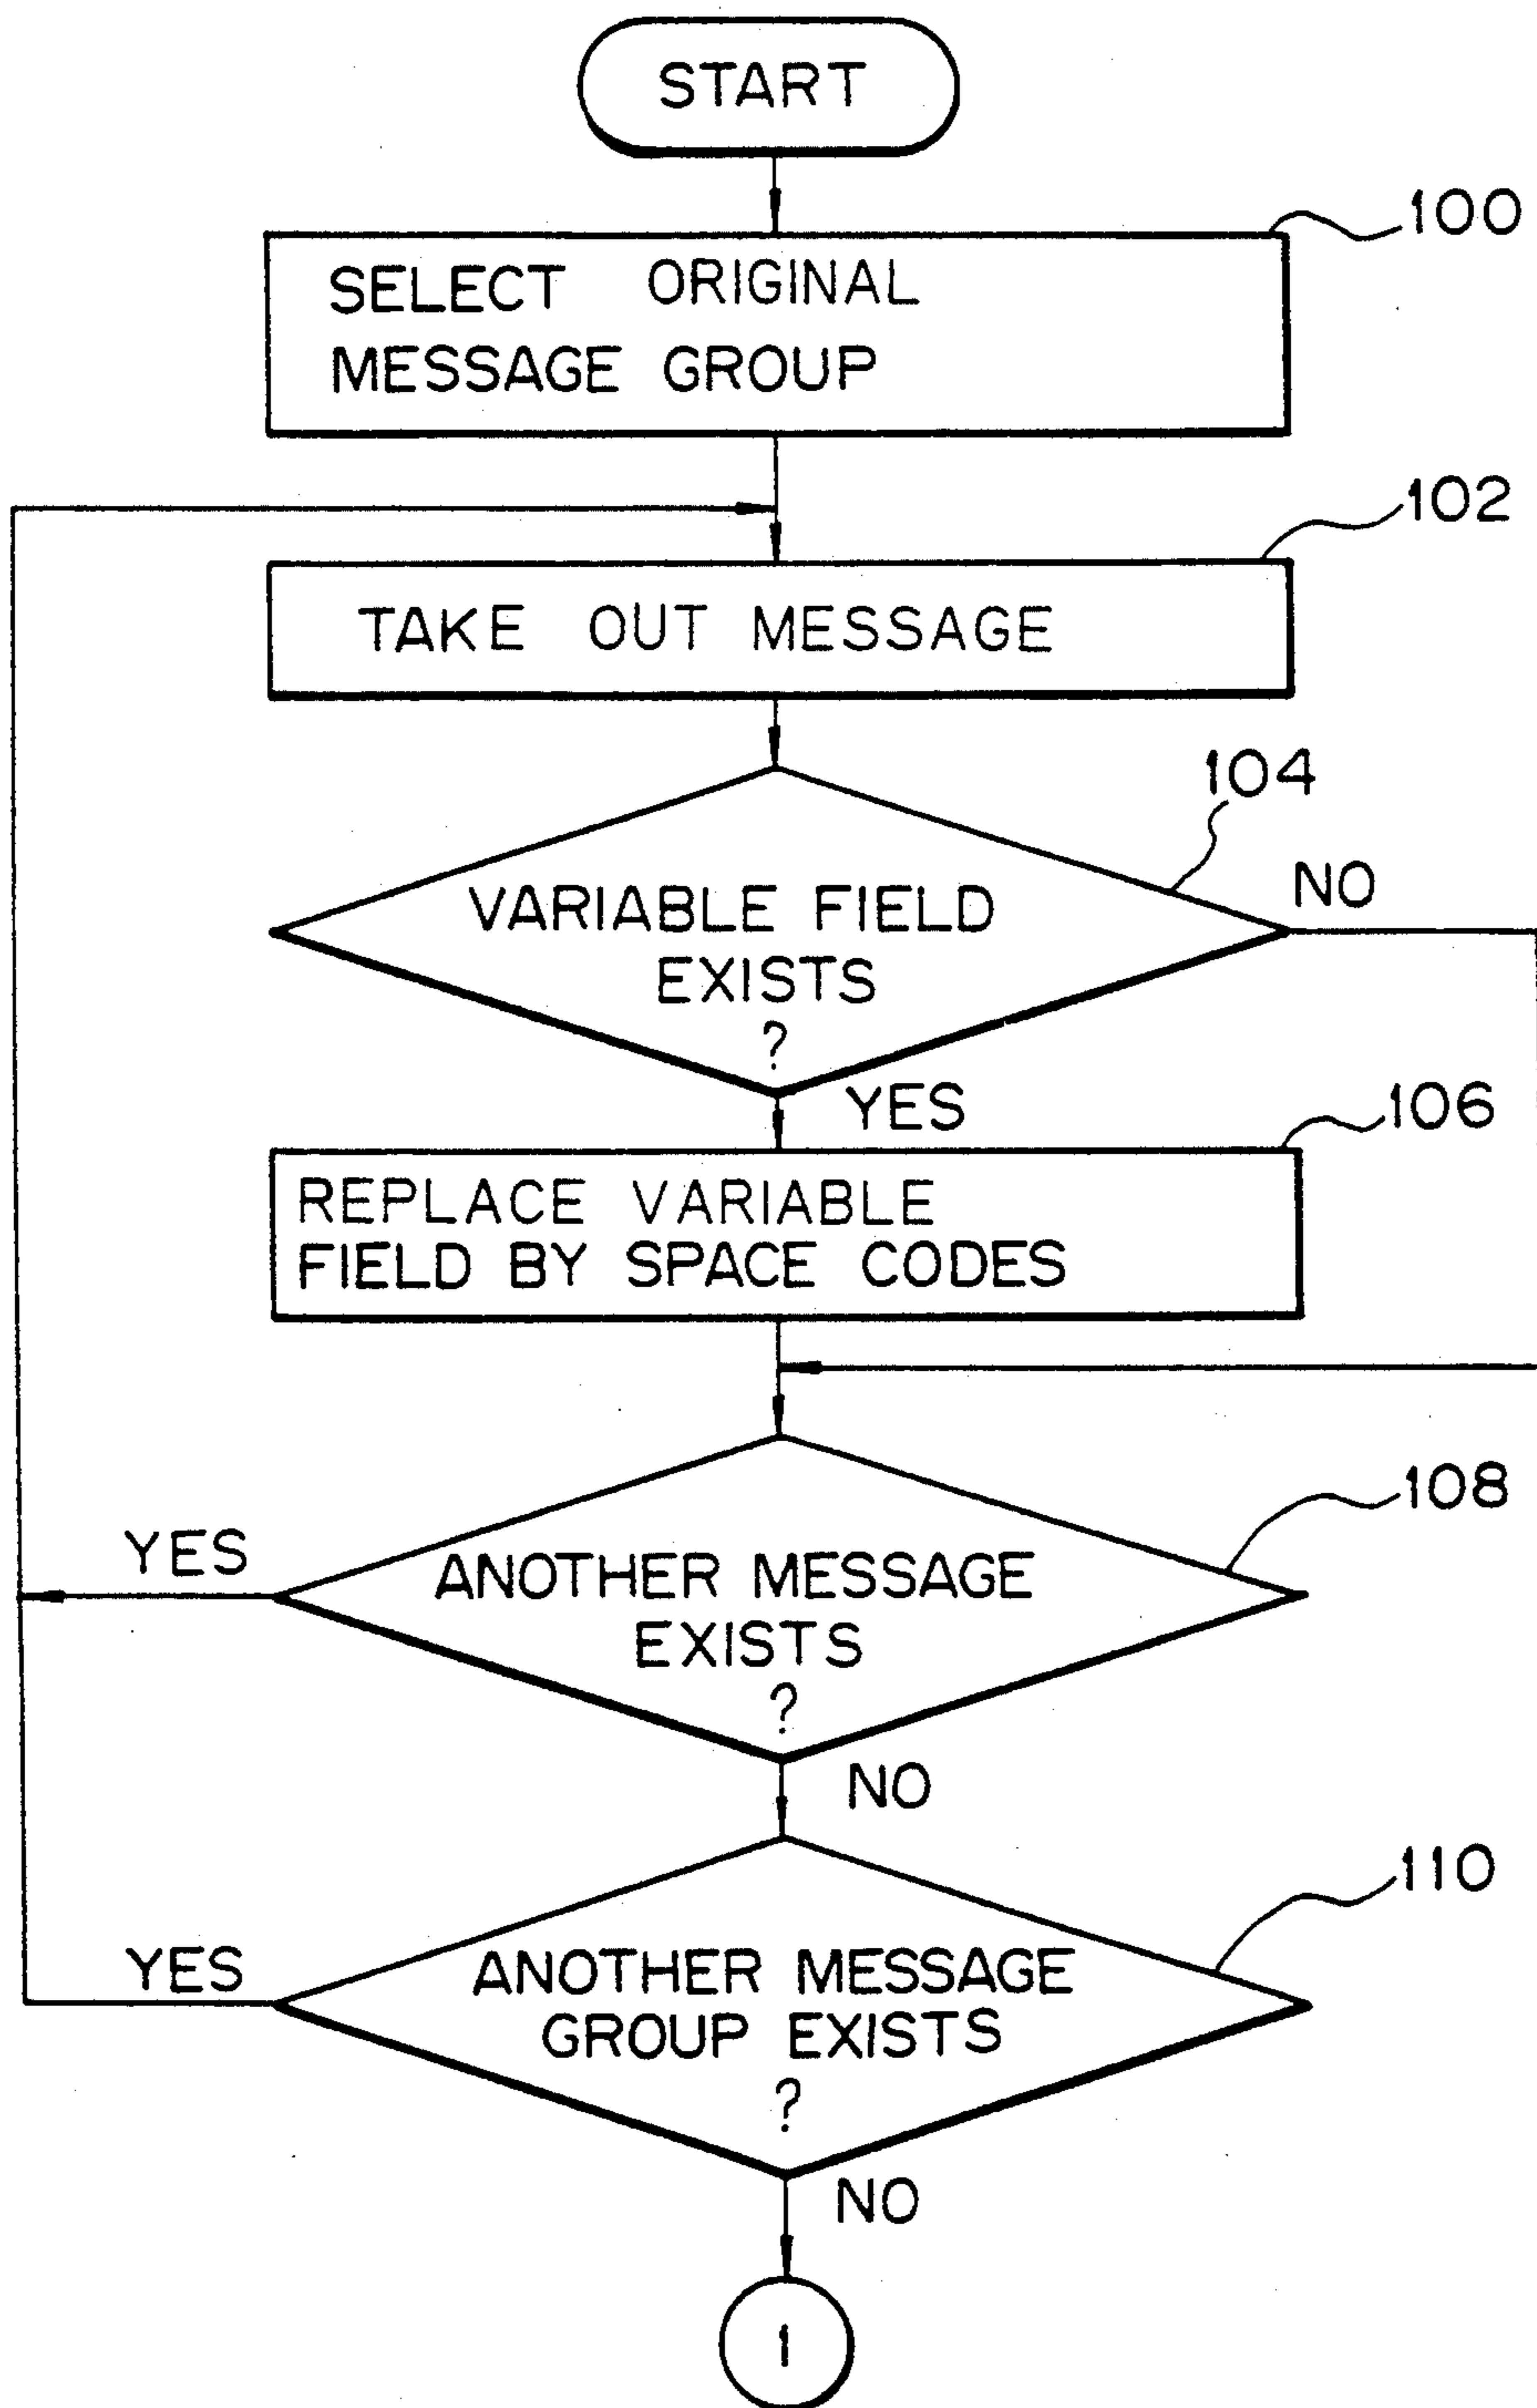 START
100
SELECT ORIGINAL
MESSAGE GROUP
102
TAKE OUT MESSAGE
104
VARIABLE FIELD
EXISTS
?
NO
YES
106
REPLACE VARIABLE
FIELD BY SPACE CODES
108
YES
ANOTHER MESSAGE
EXISTS
?
NO
110
YES
ANOTHER MESSAGE
GROUP EXISTS
?
NO
1